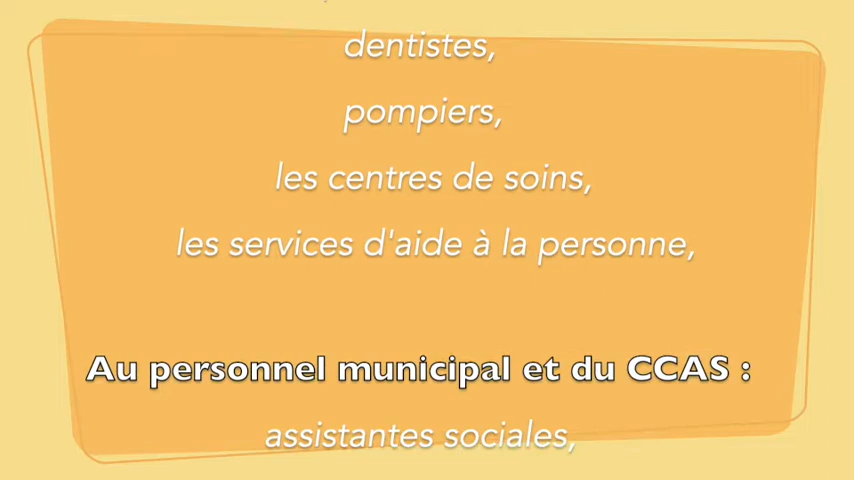 dentistes,
pompiers,
les centres de soins,
les services d'aide à la personne,
Au personnel municipal et du CCAS :
assistantes sociales,